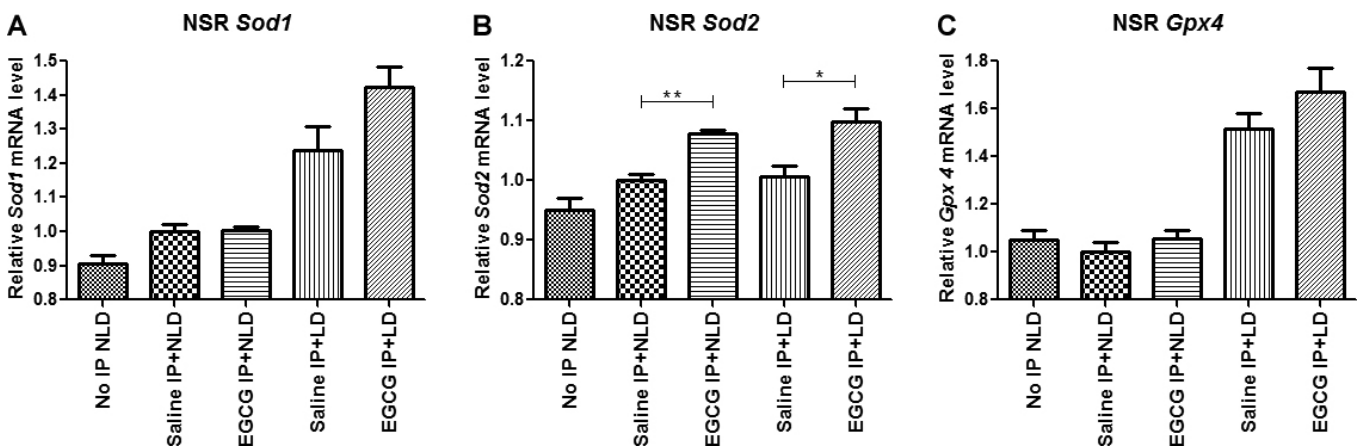 A
NSR Sod1
Relative Sod1 mRNA level
1.5
1.4
1.3
1.2
1.1
1.0
0.9
0.8
No IP NLD
Saline IP+NLD
EGCG IP+NLD
Saline IP+LD
EGCG IP+LD
B
NSR Sod2
Relative Sod2 mRNA level
1.2
1.1
1.0
0.9
0.8
**
*
No IP NLD
Saline IP+NLD
EGCG IP+NLD
Saline IP+LD
EGCG IP+LD
C
NSR Gpx4
Relative Gpx 4 mRNA level
1.8
1.6
1.4
1.2
1.0
0.8
No IP NLD
Saline IP+NLD
EGCG IP+NLD
Saline IP+LD
EGCG IP+LD